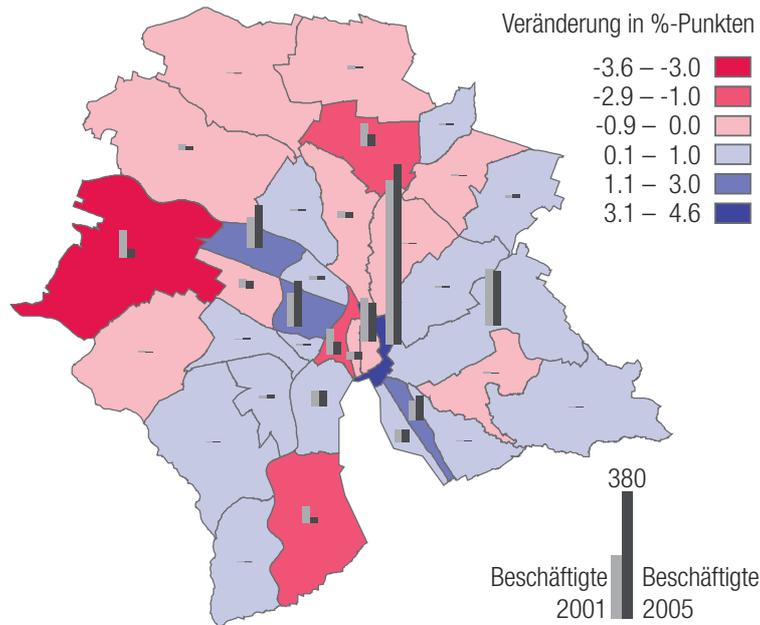 Veränderung in %-Punkten
-3.6 – -3.0
-2.9 – -1.0
-0.9 – 0.0
0.1 – 1.0
1.1 – 3.0
3.1 – 4.6
380
Beschäftigte Beschäftigte
2001 2005